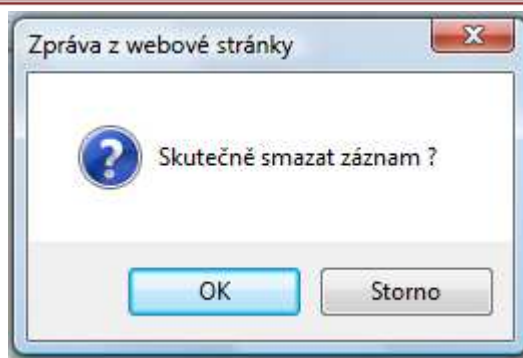 Zpráva z webové stránky
Skutečně smazat záznam ?
OK
Storno